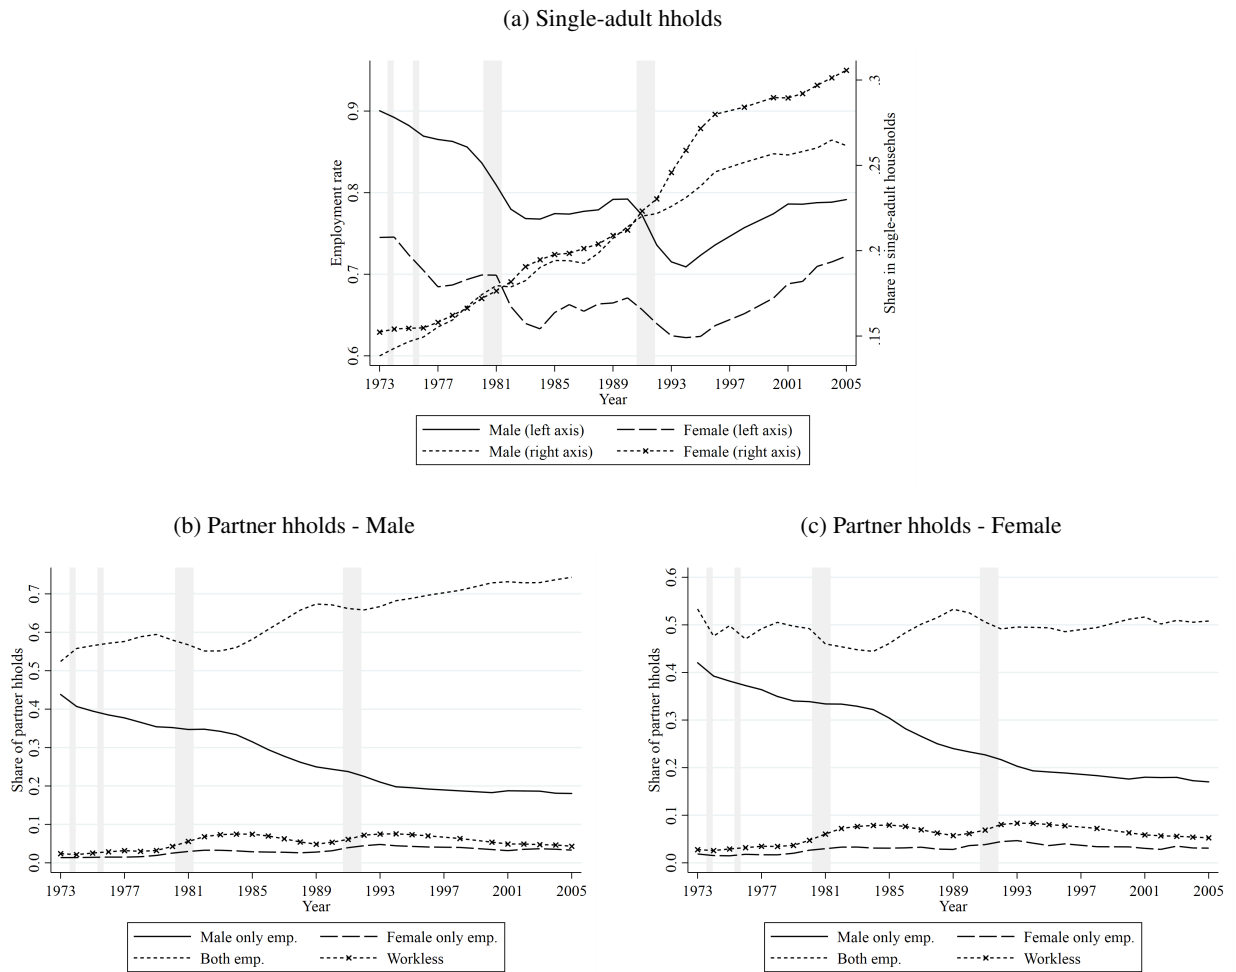 (a) Single-adult hholds
Employment rate
0.6 0.7 0.8 0.9
.15 .2 .25 .3
Share in single-adult households
1973 1977 1981 1985 1989 1993 1997 2001 2005
Year
Male (left axis) Female (left axis)
Male (right axis) Female (right axis)
(b) Partner hholds - Male
Share of partner hholds
0.0 0.1 0.2 0.3 0.4 0.5 0.6 0.7
1973 1977 1981 1985 1989 1993 1997 2001 2005
Year
Male only emp. Female only emp.
Both emp. Workless
(c) Partner hholds - Female
Share of partner hholds
0.0 0.1 0.2 0.3 0.4 0.5 0.6
1973 1977 1981 1985 1989 1993 1997 2001 2005
Year
Male only emp. Female only emp.
Both emp. Workless